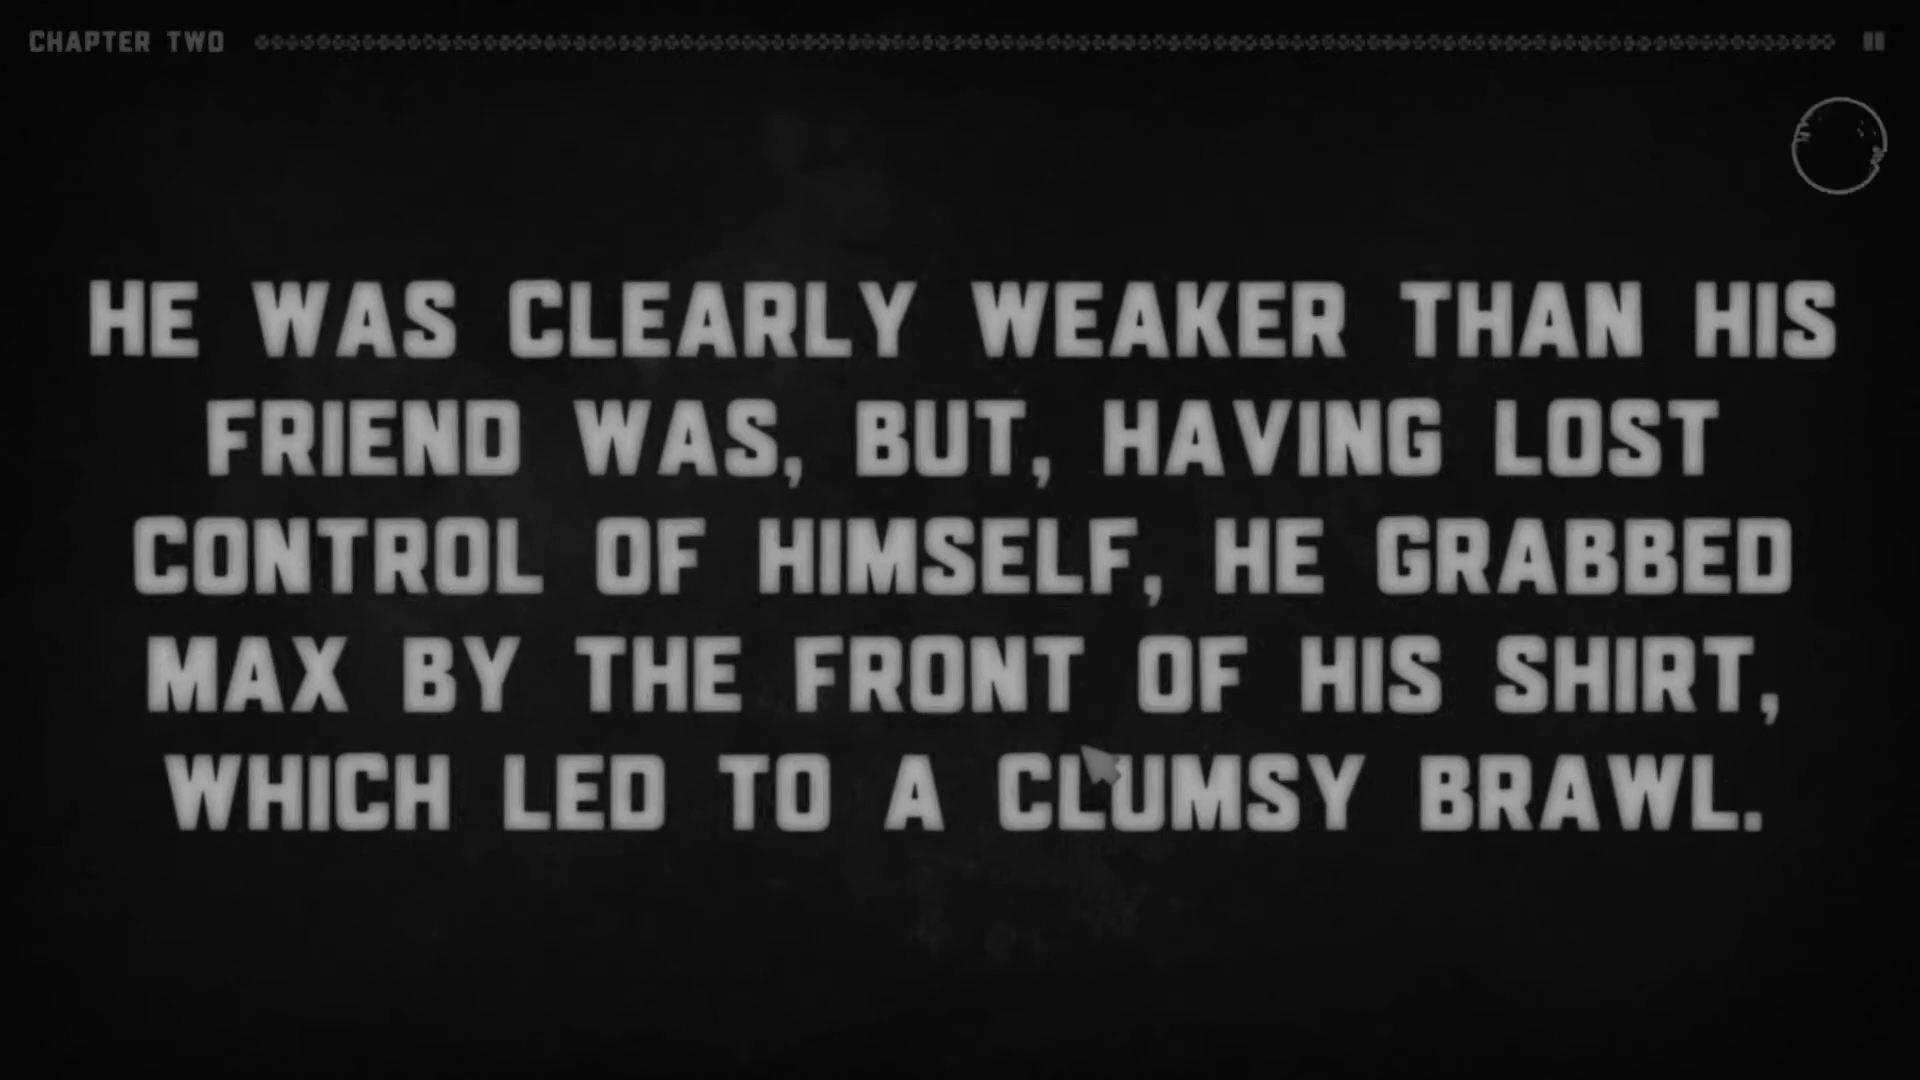 CHAPTER TWO
HE WAS CLEARLY WEAKER THAN HIS
FRIEND WAS, BUT, HAVING LOST
CONTROL OF HIMSELF, HE GRABBED
MAX BY THE FRONT OF HIS SHIRT,
WHICH LED TO A CLUMSY BRAWL.